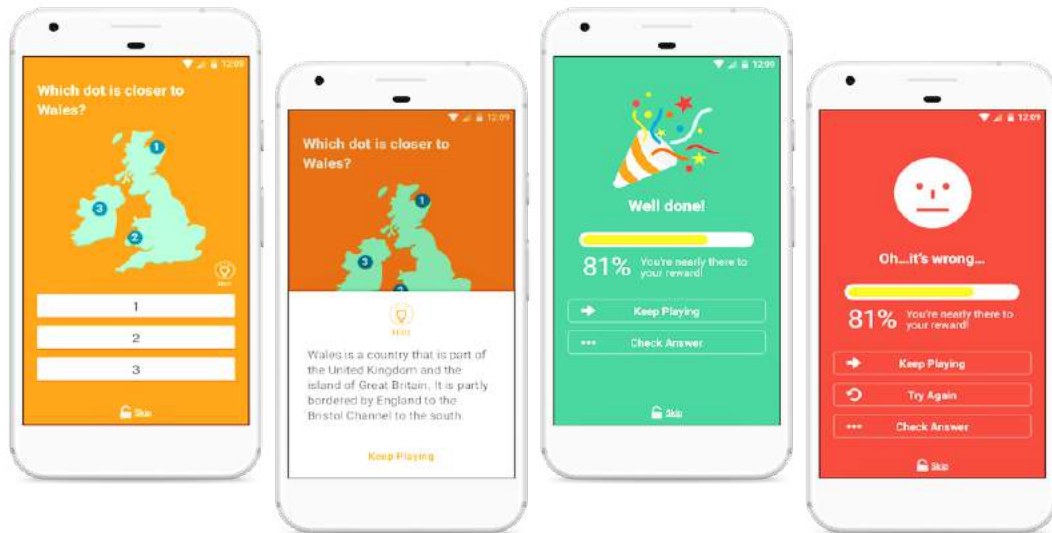 12:09
Which dot is closer to
Wales?
1
3
2
Hint
1
2
3
Skip
12:09
Which dot is closer to
Wales?
1
3
2
Hint
Wales is a country that is part of
the United Kingdom and the
island of Great Britain. It is partly
bordered by England to the
Bristol Channel to the south.
Keep Playing
12:09
Well done!
81% You're nearly there to
your reward!
Keep Playing
Check Answer
Skip
12:09
Oh...it's wrong...
81% You're nearly there to
your reward!
Keep Playing
Try Again
Check Answer
Skip